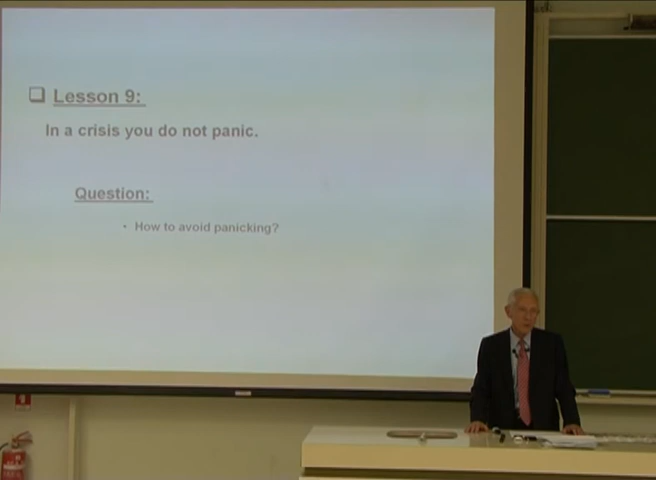 Lesson 9:
In a crisis you do not panic.
Question:
• How to avoid panicking?